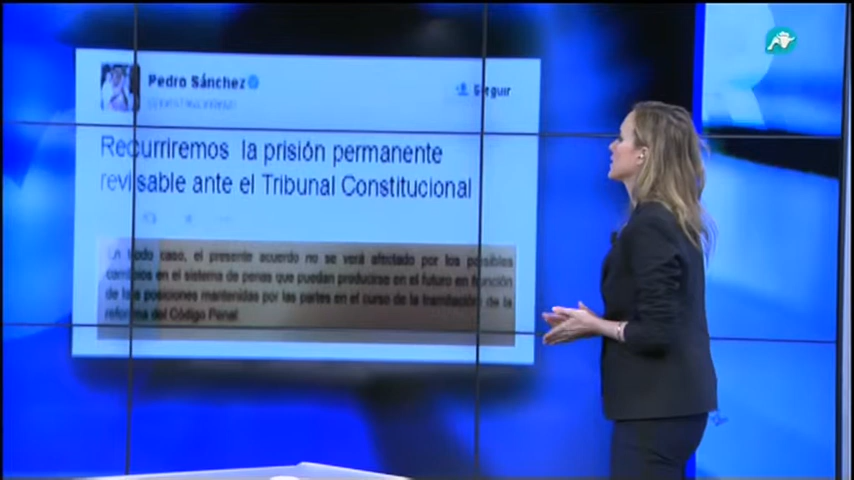 Pedro Sánchez
Seguir
Recurriremos la prisión permanente
revisable ante el Tribunal Constitucional
En todo caso, el presente acuerdo no se verá afectado por los posibles
cambios en el sistema de penas que puedan producirse en el futuro en función
de las posiciones mantenidas por las partes en el curso de la tramitación de la
reforma del Código Penal.